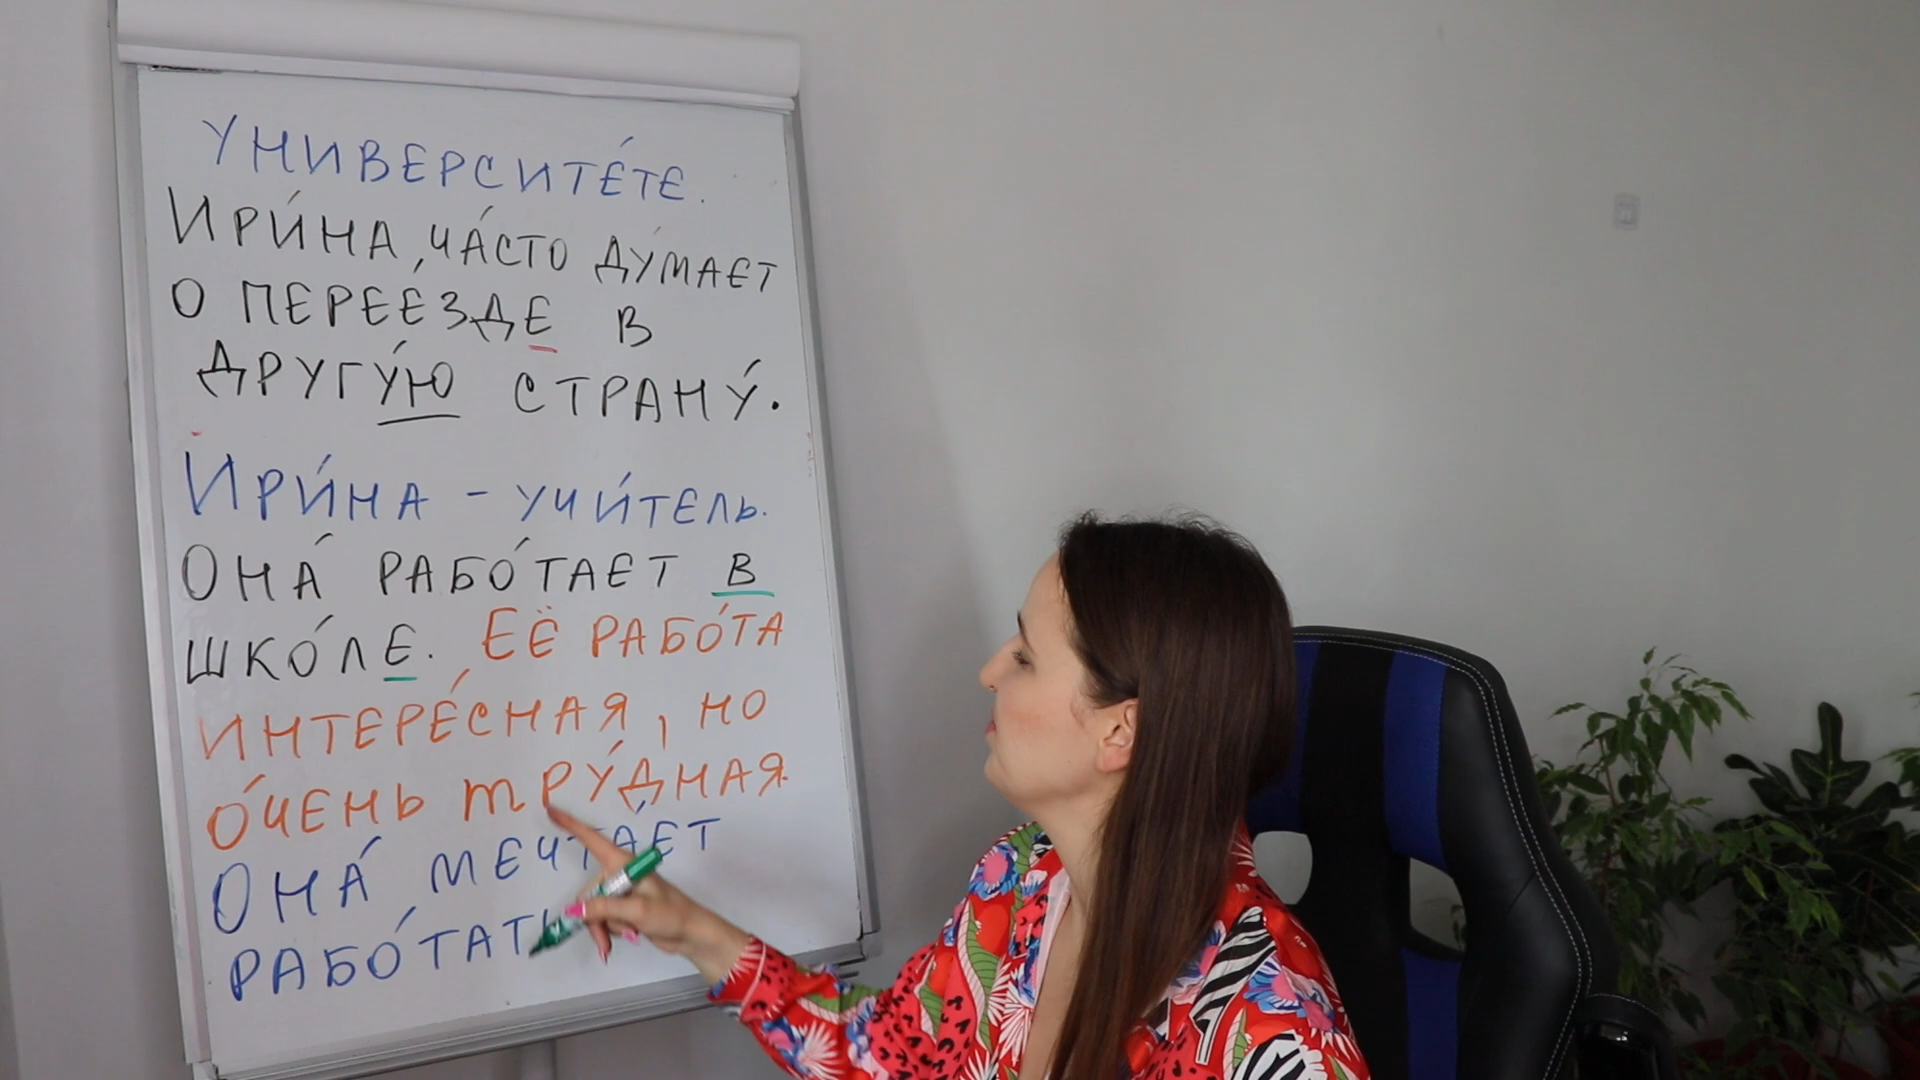 УНИВЕРСИТЕ́ТЕ.
ИРИ́НА ЧА́СТО ДУ́МАЕТ
О ПЕРЕЕ́ЗДЕ В
ДРУГУ́Ю СТРАНУ́.
ИРИ́НА - УЧИ́ТЕЛЬ.
ОНА́ РАБО́ТАЕТ В
ШКО́ЛЕ. ЕЁ РАБО́ТА
ИНТЕРЕ́СНАЯ, НО
О́ЧЕНЬ ТРУ́ДНАЯ.
ОНА́ МЕЧТА́ЕТ
РАБО́ТАТЬ